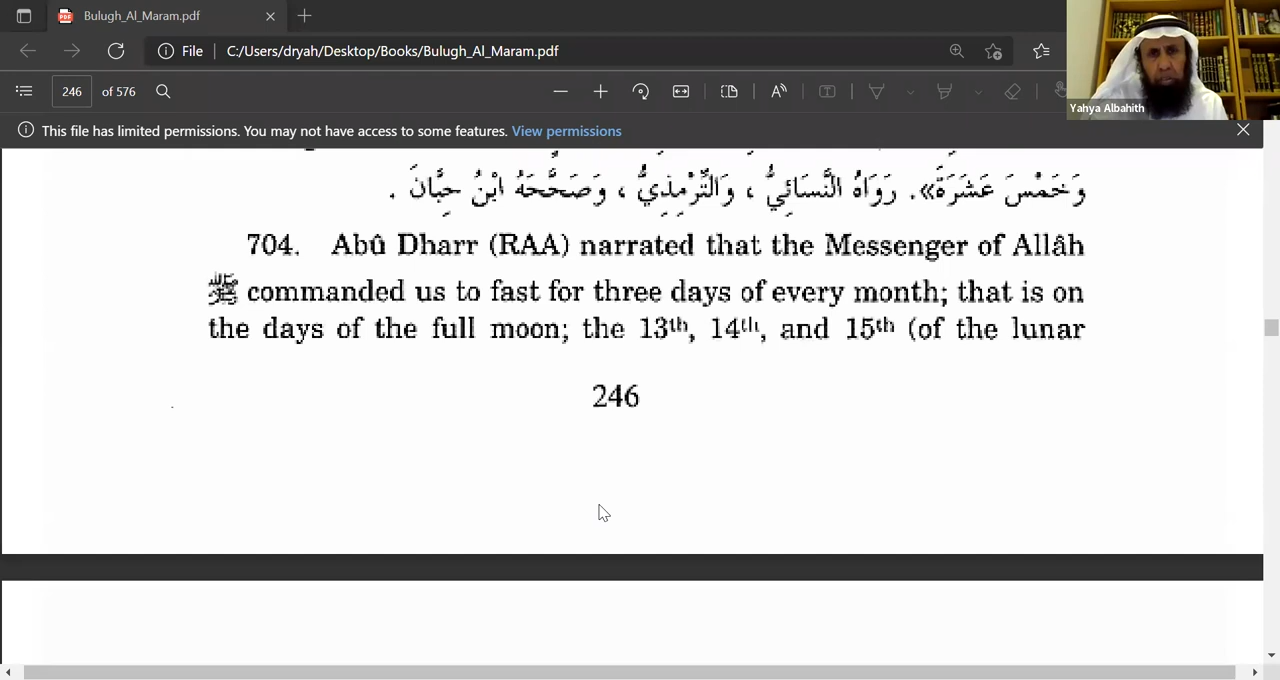 Bulugh_Al_Maram.pdf
File C:/Users/dryah/Desktop/Books/Bulugh_Al_Maram.pdf
246 of 576
This file has limited permissions. You may not have access to some features. View permissions
Yahya Albahith
وَخَمْسَ عَشَرَةَ». رَوَاهُ النَّسَائِيُّ ، وَالتِّرْمِذِيُّ ، وَصَحَّحَهُ ابْنُ حِبَّانَ .
704. Abû Dharr (RAA) narrated that the Messenger of Allâh
ﷺ commanded us to fast for three days of every month; that is on
the days of the full moon; the 13th, 14th, and 15th (of the lunar
246